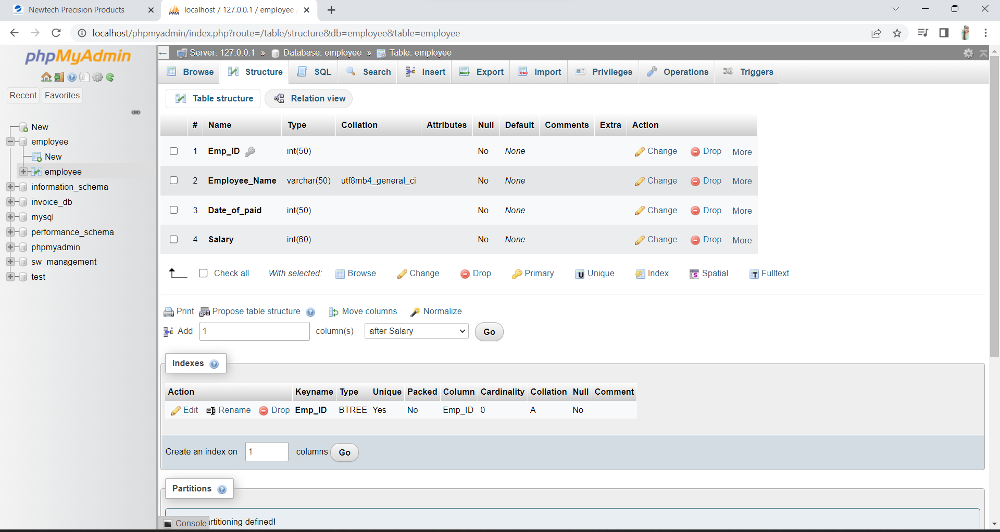 Newtech Precision Products
localhost / 127.0.0.1 / employee /
localhost/phpmyadmin/index.php?route=/table/structure&db=employee&table=employee
phpMyAdmin
Recent Favorites
New
employee
New
employee
information_schema
invoice_db
mysql
performance_schema
phpmyadmin
sw_management
test
Server: 127.0.0.1 » Database: employee » Table: employee
Browse Structure SQL Search Insert Export Import Privileges Operations Triggers
Table structure Relation view
# Name Type Collation Attributes Null Default Comments Extra Action
1 Emp_ID int(50) No None Change Drop More
2 Employee_Name varchar(50) utf8mb4_general_ci No None Change Drop More
3 Date_of_paid int(50) No None Change Drop More
4 Salary int(60) No None Change Drop More
Check all With selected: Browse Change Drop Primary Unique Index Spatial Fulltext
Print Propose table structure Move columns Normalize
Add 1 column(s) after Salary Go
Indexes
Action Keyname Type Unique Packed Column Cardinality Collation Null Comment
Edit Rename Drop Emp_ID BTREE Yes No Emp_ID 0 A No
Create an index on 1 columns Go
Partitions
Console rtitioning defined!